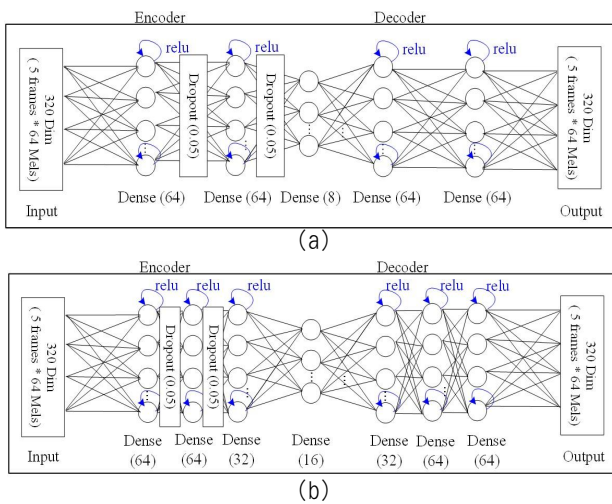 Encoder
Decoder
relu
relu
relu
relu
320 Dim
( 5 frames * 64 Mels)
Dropout (0.05)
Dropout (0.05)
320 Dim
( 5 frames * 64 Mels)
Dense (64)
Dense (64)
Dense (8)
Dense (64)
Dense (64)
Input
Output
(a)
Encoder
Decoder
relu
relu
relu
relu
relu
relu
320 Dim
( 5 frames * 64 Mels)
Dropout (0.05)
Dropout (0.05)
320 Dim
( 5 frames * 64 Mels)
Dense
(64)
Dense
(64)
Dense
(32)
Dense
(16)
Dense
(32)
Dense
(64)
Dense
(64)
Input
Output
(b)